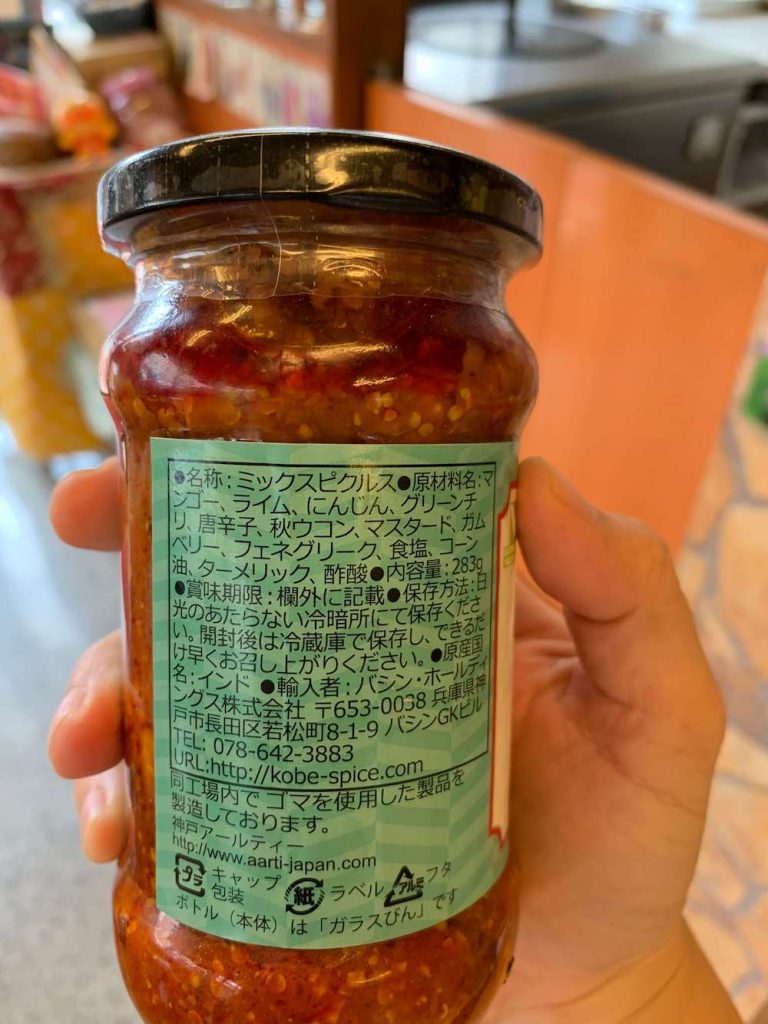 ●名称：ミックスピクルス●原材料名：マ
ンゴー、ライム、にんじん、グリーンチ
リ、唐辛子、秋ウコン、マスタード、ガム
ベリー、フェネグリーク、食塩、コーン
油、ターメリック、酢酸●内容量：283g
●賞味期限：欄外に記載●保存方法：日
光のあたらない冷暗所にて保存くださ
い。開封後は冷蔵庫で保存し、できるだ
け早くお召し上がりください。●原産国
名：インド ●輸入者：バシン・ホールディ
ングス株式会社 〒653-0038 兵庫県神
戸市長田区若松町8-1-9 バシンGKビル
TEL: 078-642-3883
URL:http://kobe-spice.com
同工場内で ゴマを使用した製品を
製造しております。
神戸アールティー
http://www.aarti-japan.com
プラ キャップ 包装 紙 ラベル アルミ フタ
ボトル（本体）は「ガラスびん」です